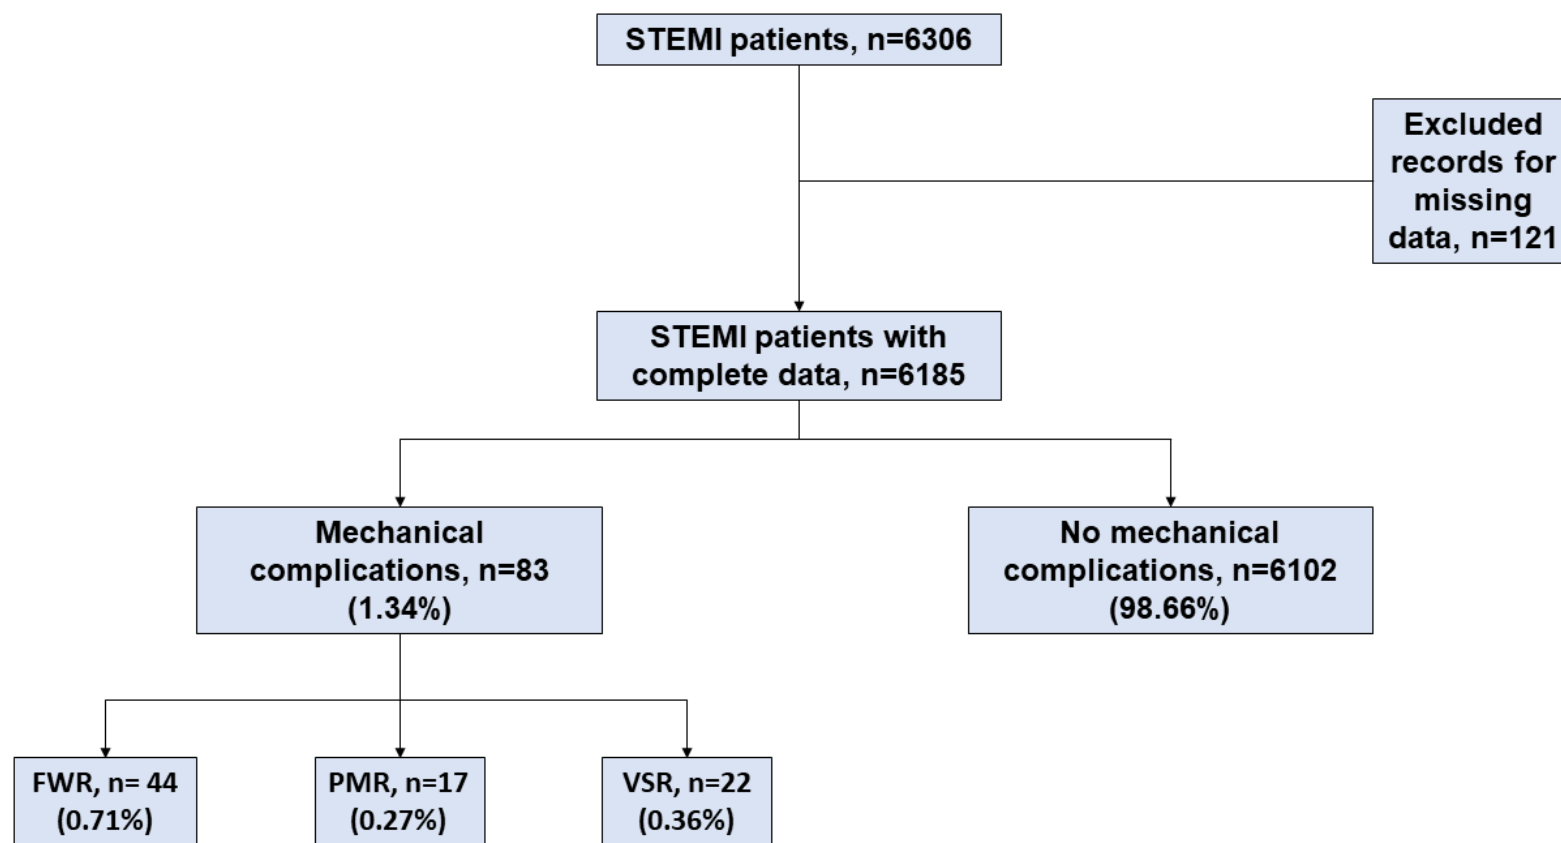 STEMI patients, n=6306
Excluded
records for
missing
data, n=121
STEMI patients with
complete data, n=6185
Mechanical
complications, n=83
(1.34%)
No mechanical
complications, n=6102
(98.66%)
FWR, n= 44
(0.71%)
PMR, n=17
(0.27%)
VSR, n=22
(0.36%)